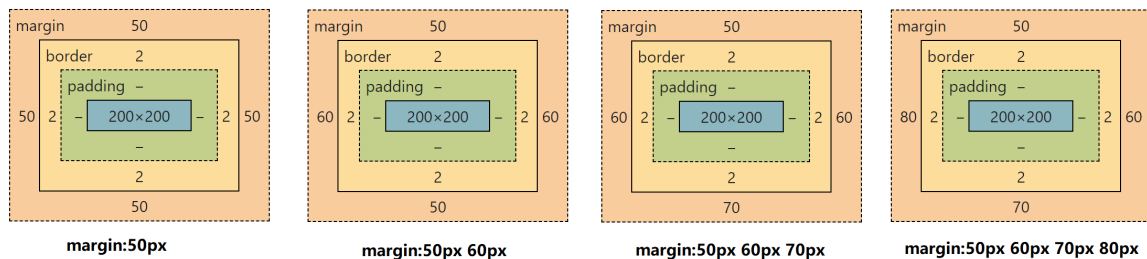 margin 50
border 2
padding –
50 2 – 200×200 – 2 50
–
2
50
margin:50px
margin 50
border 2
padding –
60 2 – 200×200 – 2 60
–
2
50
margin:50px 60px
margin 50
border 2
padding –
60 2 – 200×200 – 2 60
–
2
70
margin:50px 60px 70px
margin 50
border 2
padding –
80 2 – 200×200 – 2 60
–
2
70
margin:50px 60px 70px 80px